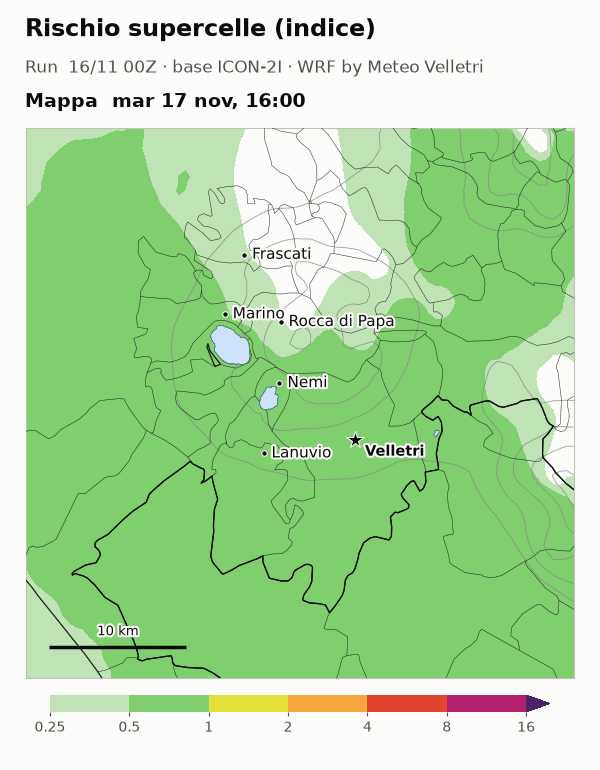 Rischio supercelle (indice)
Run  16/11 00Z · base ICON-2I · WRF by Meteo Velletri
Mappa  mar 17 nov, 16:00
Frascati
Marino
Rocca di Papa
Nemi
Lanuvio
Velletri
10 km
0.25 0.5 1 2 4 8 16